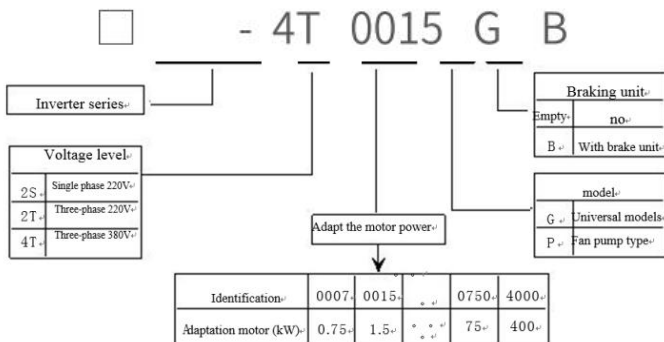 □ - 4T 0015 G B
Inverter series
Braking unit
Empty no
B With brake unit
Voltage level
2S Single phase 220V
2T Three-phase 220V
4T Three-phase 380V
model
G Universal models
P Fan pump type
Adapt the motor power
Identification 0007 0015 。。 0750 4000
Adaptation motor (kW) 0.75 1.5 。。。 75 400